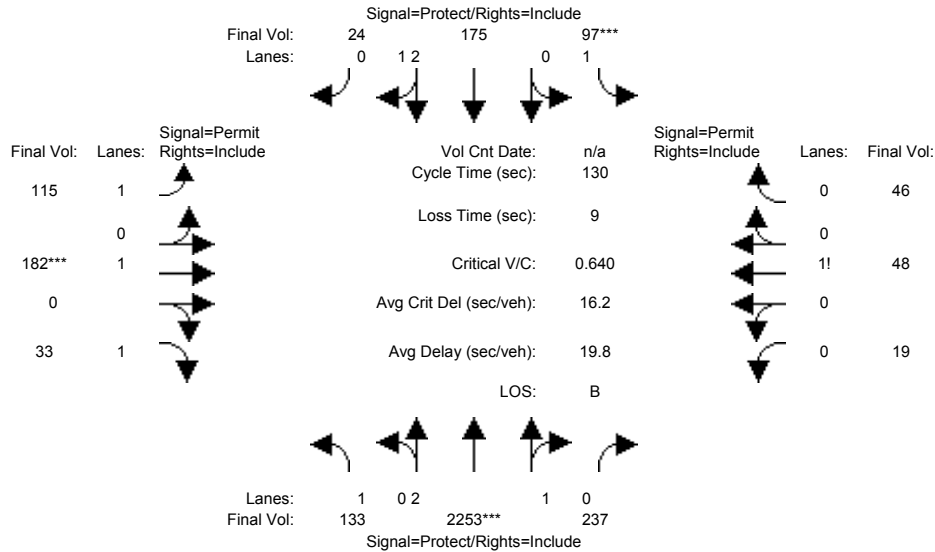 Signal=Protect/Rights=Include
Final Vol: 24 175 97***
Lanes: 0 1 2 0 1
Signal=Permit Signal=Permit
Final Vol: Lanes: Rights=Include Vol Cnt Date: n/a Rights=Include Lanes: Final Vol:
Cycle Time (sec): 130
115 1 0 46
Loss Time (sec): 9
0 0
182*** 1 Critical V/C: 0.640 1! 48
0 0 Avg Crit Del (sec/veh): 16.2 0
33 1 Avg Delay (sec/veh): 19.8 0 19
LOS: B
Lanes: 1 0 2 1 0
Final Vol: 133 2253*** 237
Signal=Protect/Rights=Include